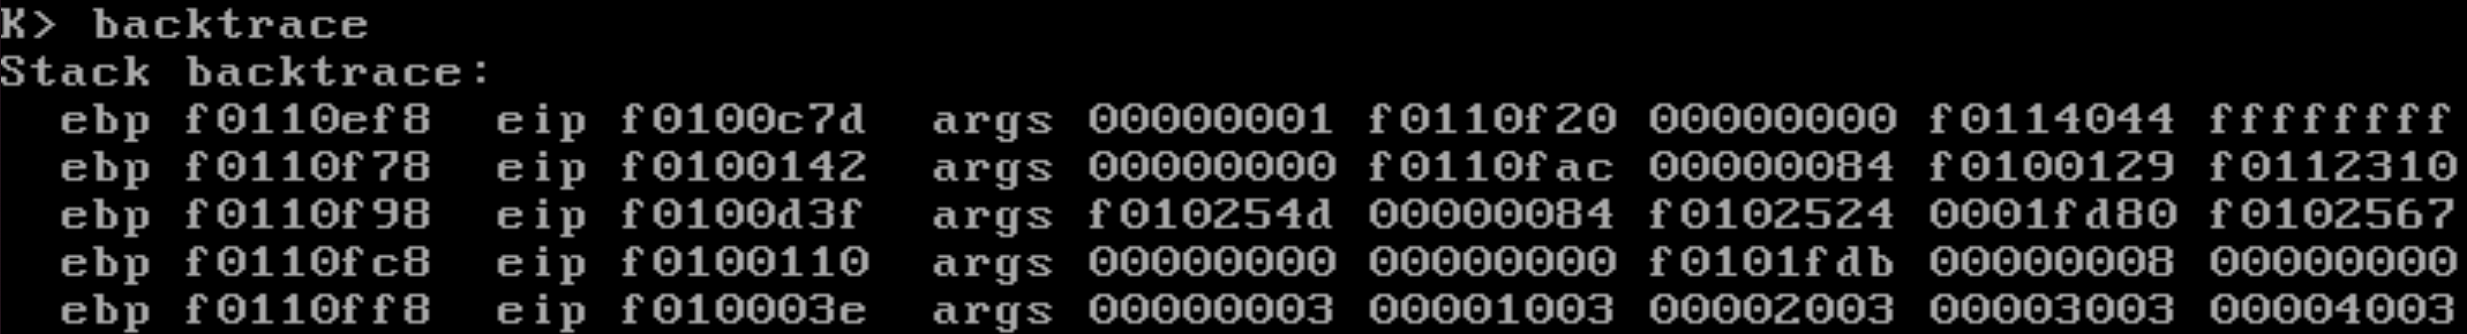 K> backtrace
Stack backtrace:
  ebp f0110ef8  eip f0100c7d  args 00000001 f0110f20 00000000 f0114044 ffffffff
  ebp f0110f78  eip f0100142  args 00000000 f0110fac 00000084 f0100129 f0112310
  ebp f0110f98  eip f0100d3f  args f010254d 00000084 f0102524 0001fd80 f0102567
  ebp f0110fc8  eip f0100110  args 00000000 00000000 f0101fdb 00000008 00000000
  ebp f0110ff8  eip f010003e  args 00000003 00001003 00002003 00003003 00004003